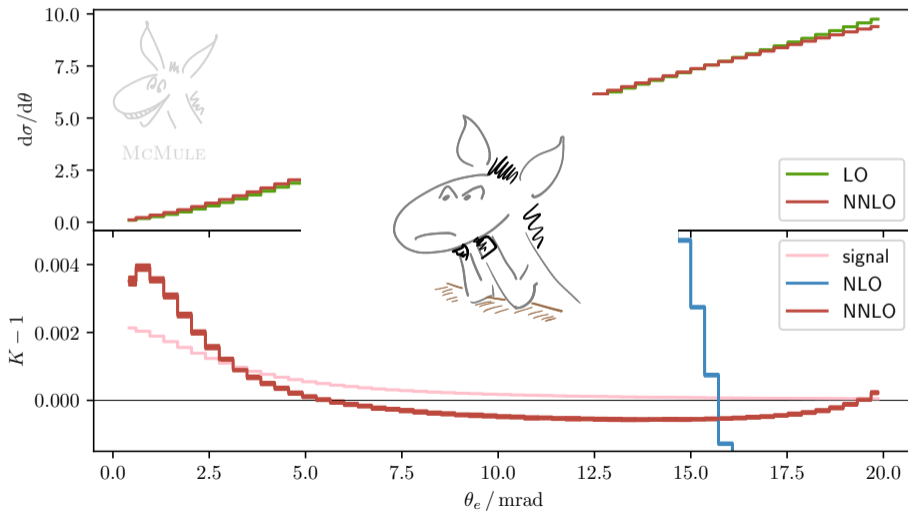 10.0
7.5
5.0
2.5
0.0
dσ/dθ
MCMULE
LO
NNLO
0.004
0.002
0.000
K − 1
signal
NLO
NNLO
0.0 2.5 5.0 7.5 10.0 12.5 15.0 17.5 20.0
θₑ / mrad